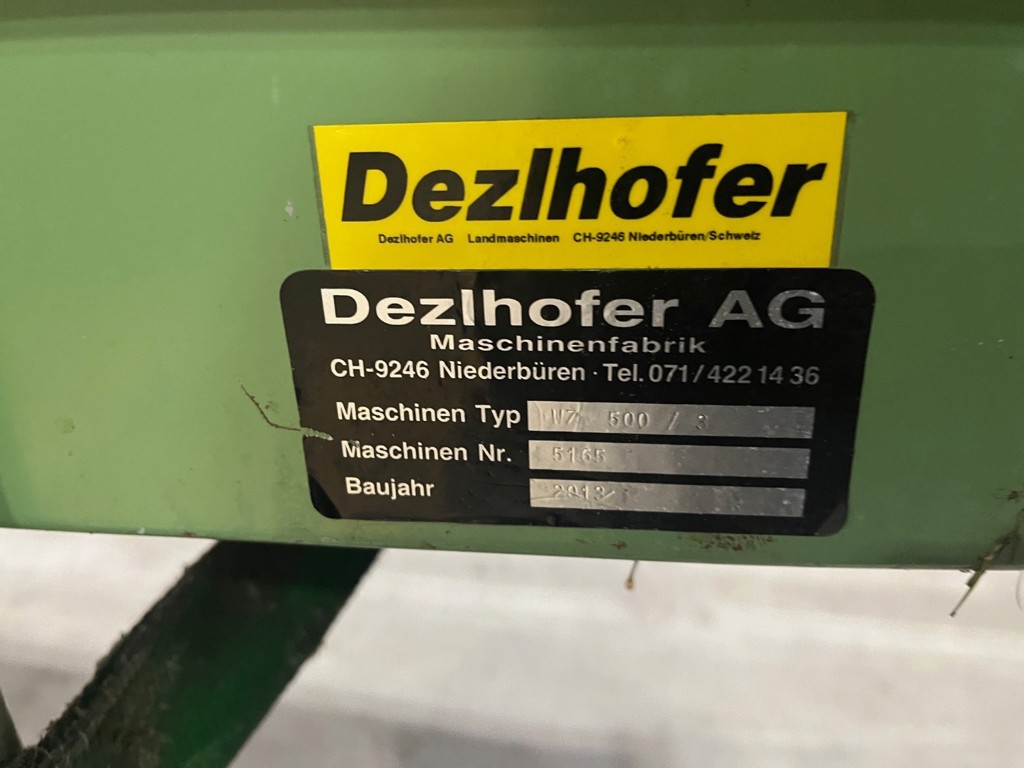 Dezlhofer
Dezlhofer AG Landmaschinen CH-9246 Niederbüren/Schweiz
Dezlhofer AG
Maschinenfabrik
CH-9246 Niederbüren · Tel. 071/422 14 36
Maschinen Typ 500 / 3
Maschinen Nr. 5165
Baujahr 2013